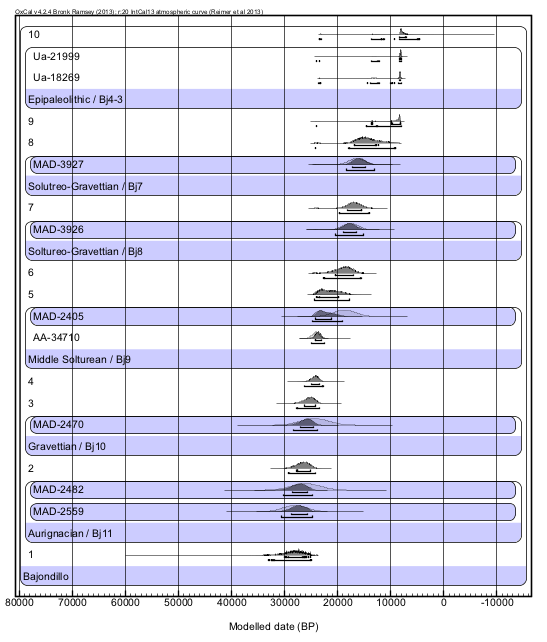 OxCal v4.2.4 Bronk Ramsey (2013); r:20 IntCal13 atmospheric curve (Reimer et al 2013)
10
Ua-21999
Ua-18269
Epipaleolithic / Bj4-3
9
8
MAD-3927
Solutreo-Gravettian / Bj7
7
MAD-3926
Soltureo-Gravettian / Bj8
6
5
MAD-2405
AA-34710
Middle Solturean / Bj9
4
3
MAD-2470
Gravettian / Bj10
2
MAD-2482
MAD-2559
Aurignacian / Bj11
1
Bajondillo
80000 70000 60000 50000 40000 30000 20000 10000 0 -10000
Modelled date (BP)